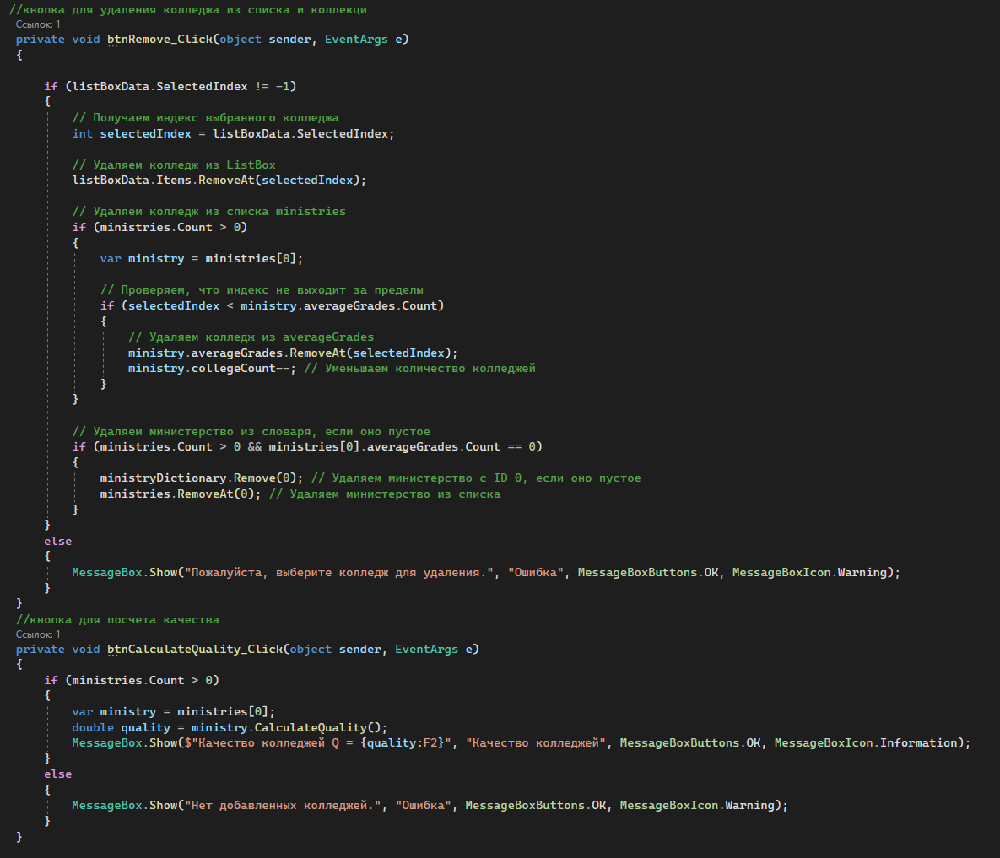 //кнопка для удаления колледжа из списка и коллекци
Ссылок: 1
private void btnRemove_Click(object sender, EventArgs e)
{
if (listBoxData.SelectedIndex != -1)
{
// Получаем индекс выбранного колледжа
int selectedIndex = listBoxData.SelectedIndex;
// Удаляем колледж из ListBox
listBoxData.Items.RemoveAt(selectedIndex);
// Удаляем колледж из списка ministries
if (ministries.Count > 0)
{
var ministry = ministries[0];
// Проверяем, что индекс не выходит за пределы
if (selectedIndex < ministry.averageGrades.Count)
{
// Удаляем колледж из averageGrades
ministry.averageGrades.RemoveAt(selectedIndex);
ministry.collegeCount--; // Уменьшаем количество колледжей
}
}
// Удаляем министерство из словаря, если оно пустое
if (ministries.Count > 0 && ministries[0].averageGrades.Count == 0)
{
ministryDictionary.Remove(0); // Удаляем министерство с ID 0, если оно пустое
ministries.RemoveAt(0); // Удаляем министерство из списка
}
}
else
{
MessageBox.Show("Пожалуйста, выберите колледж для удаления.", "Ошибка", MessageBoxButtons.OK, MessageBoxIcon.Warning);
}
}
//кнопка для посчета качества
Ссылок: 1
private void btnCalculateQuality_Click(object sender, EventArgs e)
{
if (ministries.Count > 0)
{
var ministry = ministries[0];
double quality = ministry.CalculateQuality();
MessageBox.Show($"Качество колледжей Q = {quality:F2}", "Качество колледжей", MessageBoxButtons.OK, MessageBoxIcon.Information);
}
else
{
MessageBox.Show("Нет добавленных колледжей.", "Ошибка", MessageBoxButtons.OK, MessageBoxIcon.Warning);
}
}